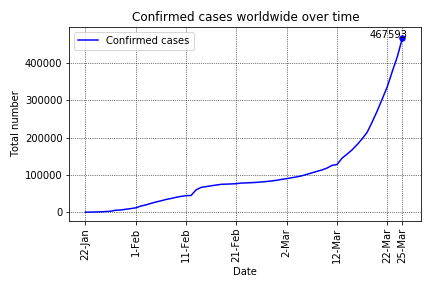 Confirmed cases worldwide over time
Confirmed cases
467593
Total number
400000
300000
200000
100000
0
22-Jan
1-Feb
11-Feb
21-Feb
2-Mar
12-Mar
22-Mar
25-Mar
Date